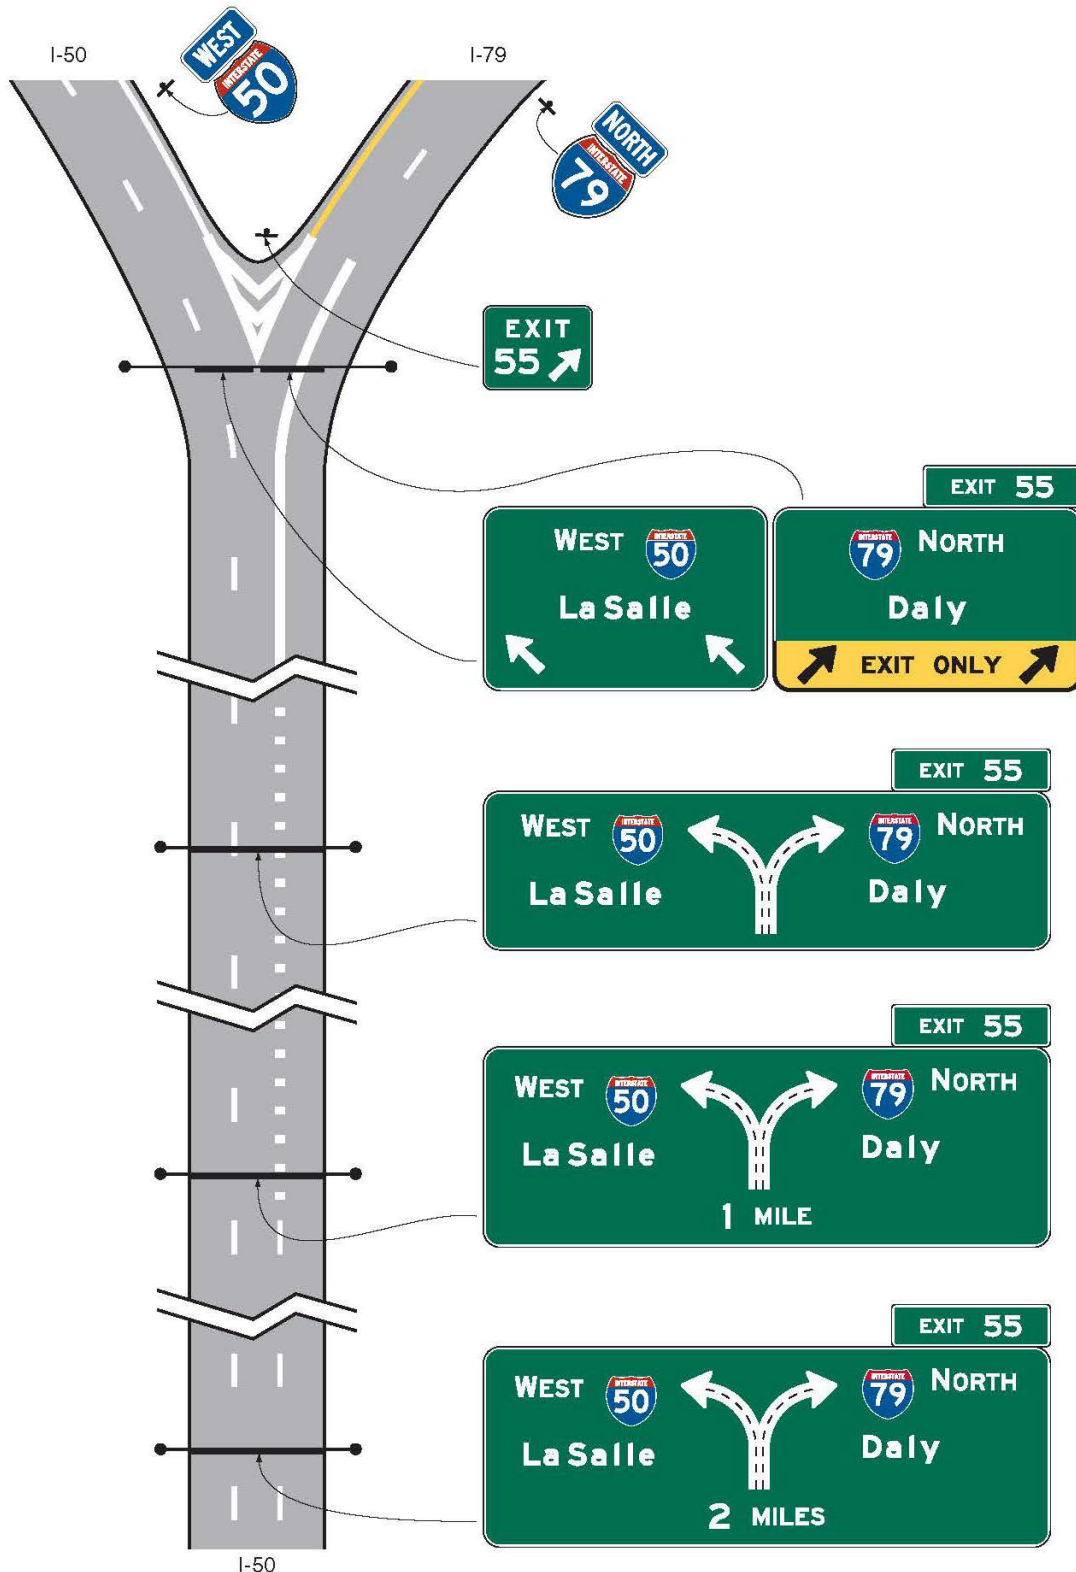 I-50
WEST
INTERSTATE
50
I-79
NORTH
INTERSTATE
79
EXIT
55
EXIT 55
WEST INTERSTATE 50
La Salle
INTERSTATE 79 NORTH
Daly
EXIT ONLY
EXIT 55
WEST INTERSTATE 50
La Salle
INTERSTATE 79 NORTH
Daly
EXIT 55
WEST INTERSTATE 50
La Salle
INTERSTATE 79 NORTH
Daly
1 MILE
EXIT 55
WEST INTERSTATE 50
La Salle
INTERSTATE 79 NORTH
Daly
2 MILES
I-50